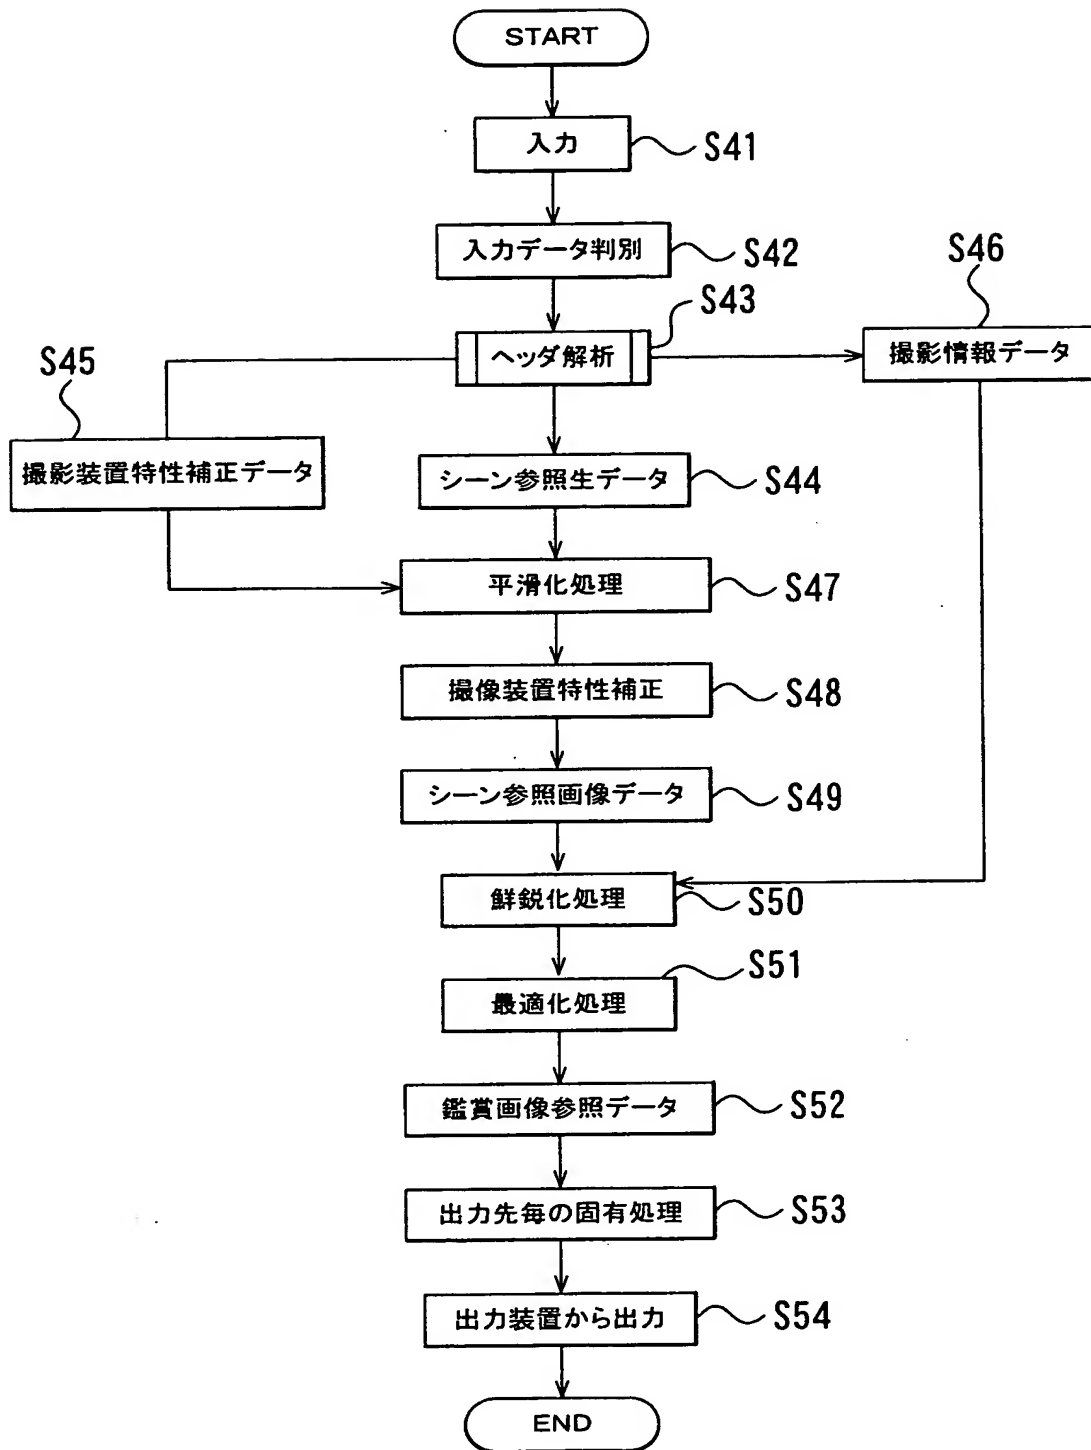 START
入力
S41
入力データ判別
S42
S46
S43
ヘッダ解析
撮影情報データ
S45
撮影装置特性補正データ
シーン参照生データ
S44
平滑化処理
S47
撮像装置特性補正
S48
シーン参照画像データ
S49
鮮鋭化処理
S50
S51
最適化処理
鑑賞画像参照データ
S52
出力先毎の固有処理
S53
出力装置から出力
S54
END